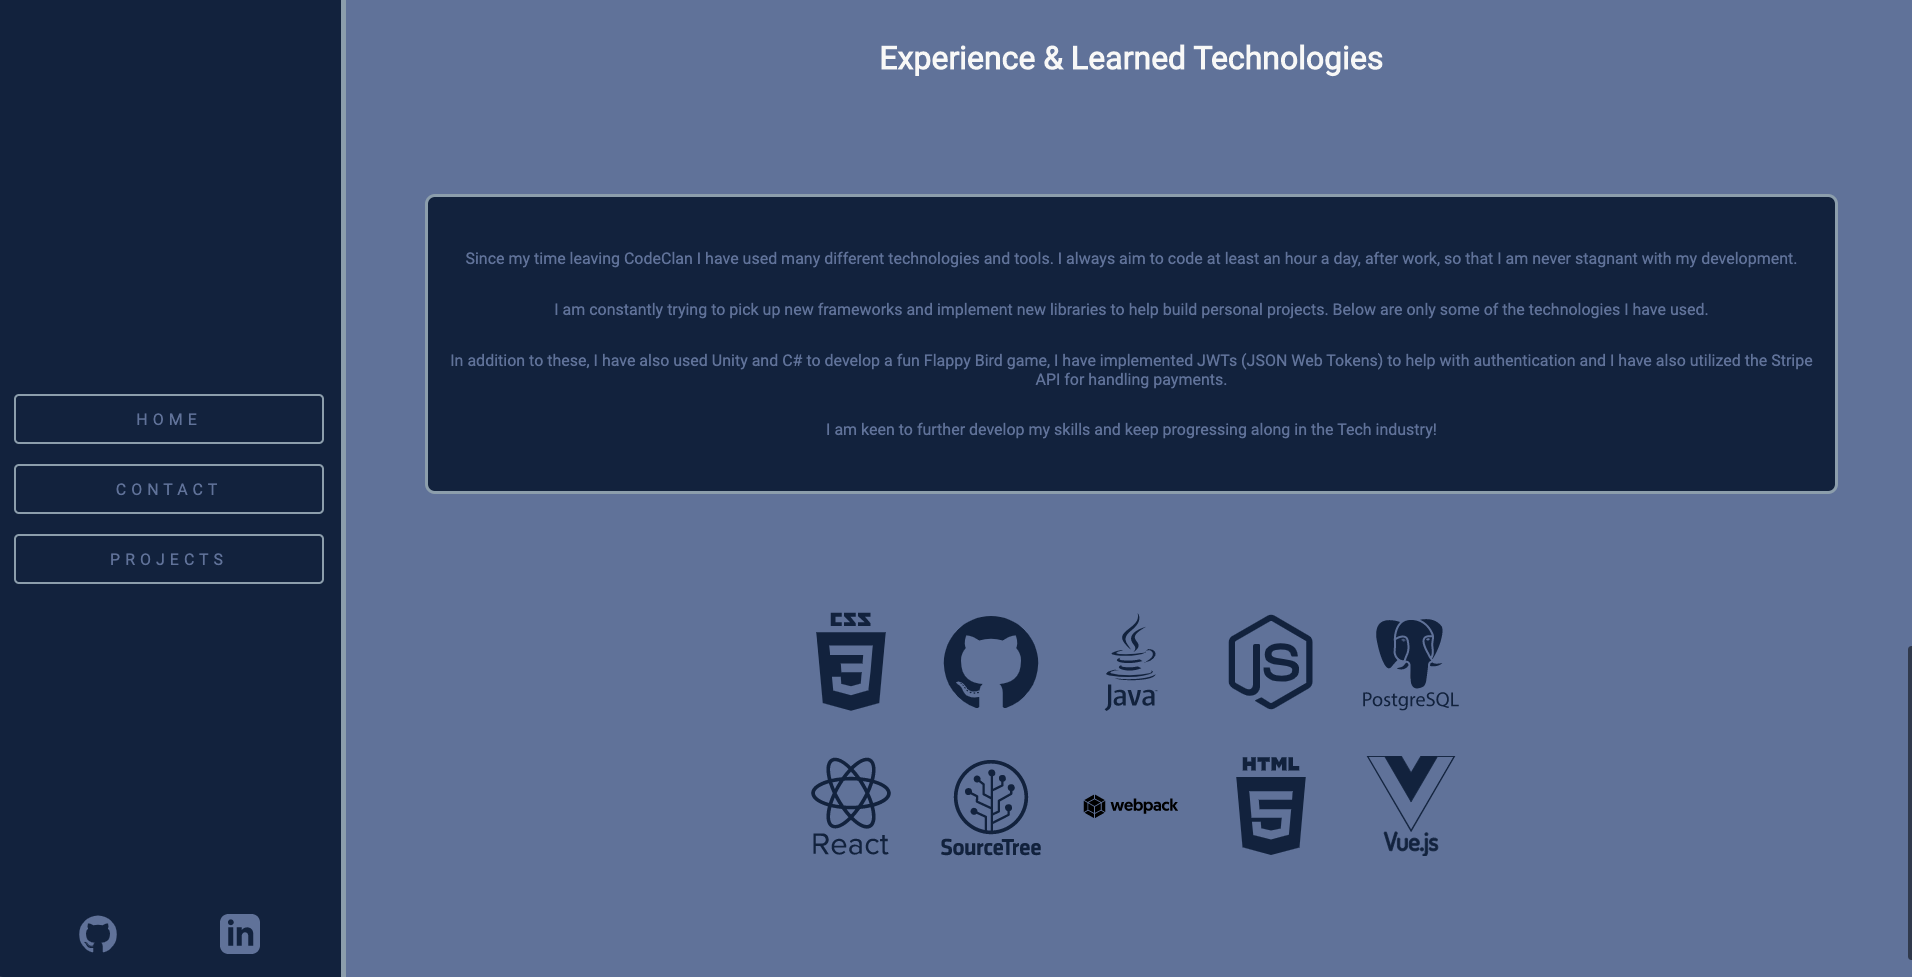 Experience & Learned Technologies
Since my time leaving CodeClan I have used many different technologies and tools. I always aim to code at least an hour a day, after work, so that I am never stagnant with my development.
I am constantly trying to pick up new frameworks and implement new libraries to help build personal projects. Below are only some of the technologies I have used.
In addition to these, I have also used Unity and C# to develop a fun Flappy Bird game, I have implemented JWTs (JSON Web Tokens) to help with authentication and I have also utilized the Stripe
API for handling payments.
I am keen to further develop my skills and keep progressing along in the Tech industry!
HOME
CONTACT
PROJECTS
CSS
3
Java
JS
PostgreSQL
React
SourceTree
webpack
HTML
5
Vue.js
in